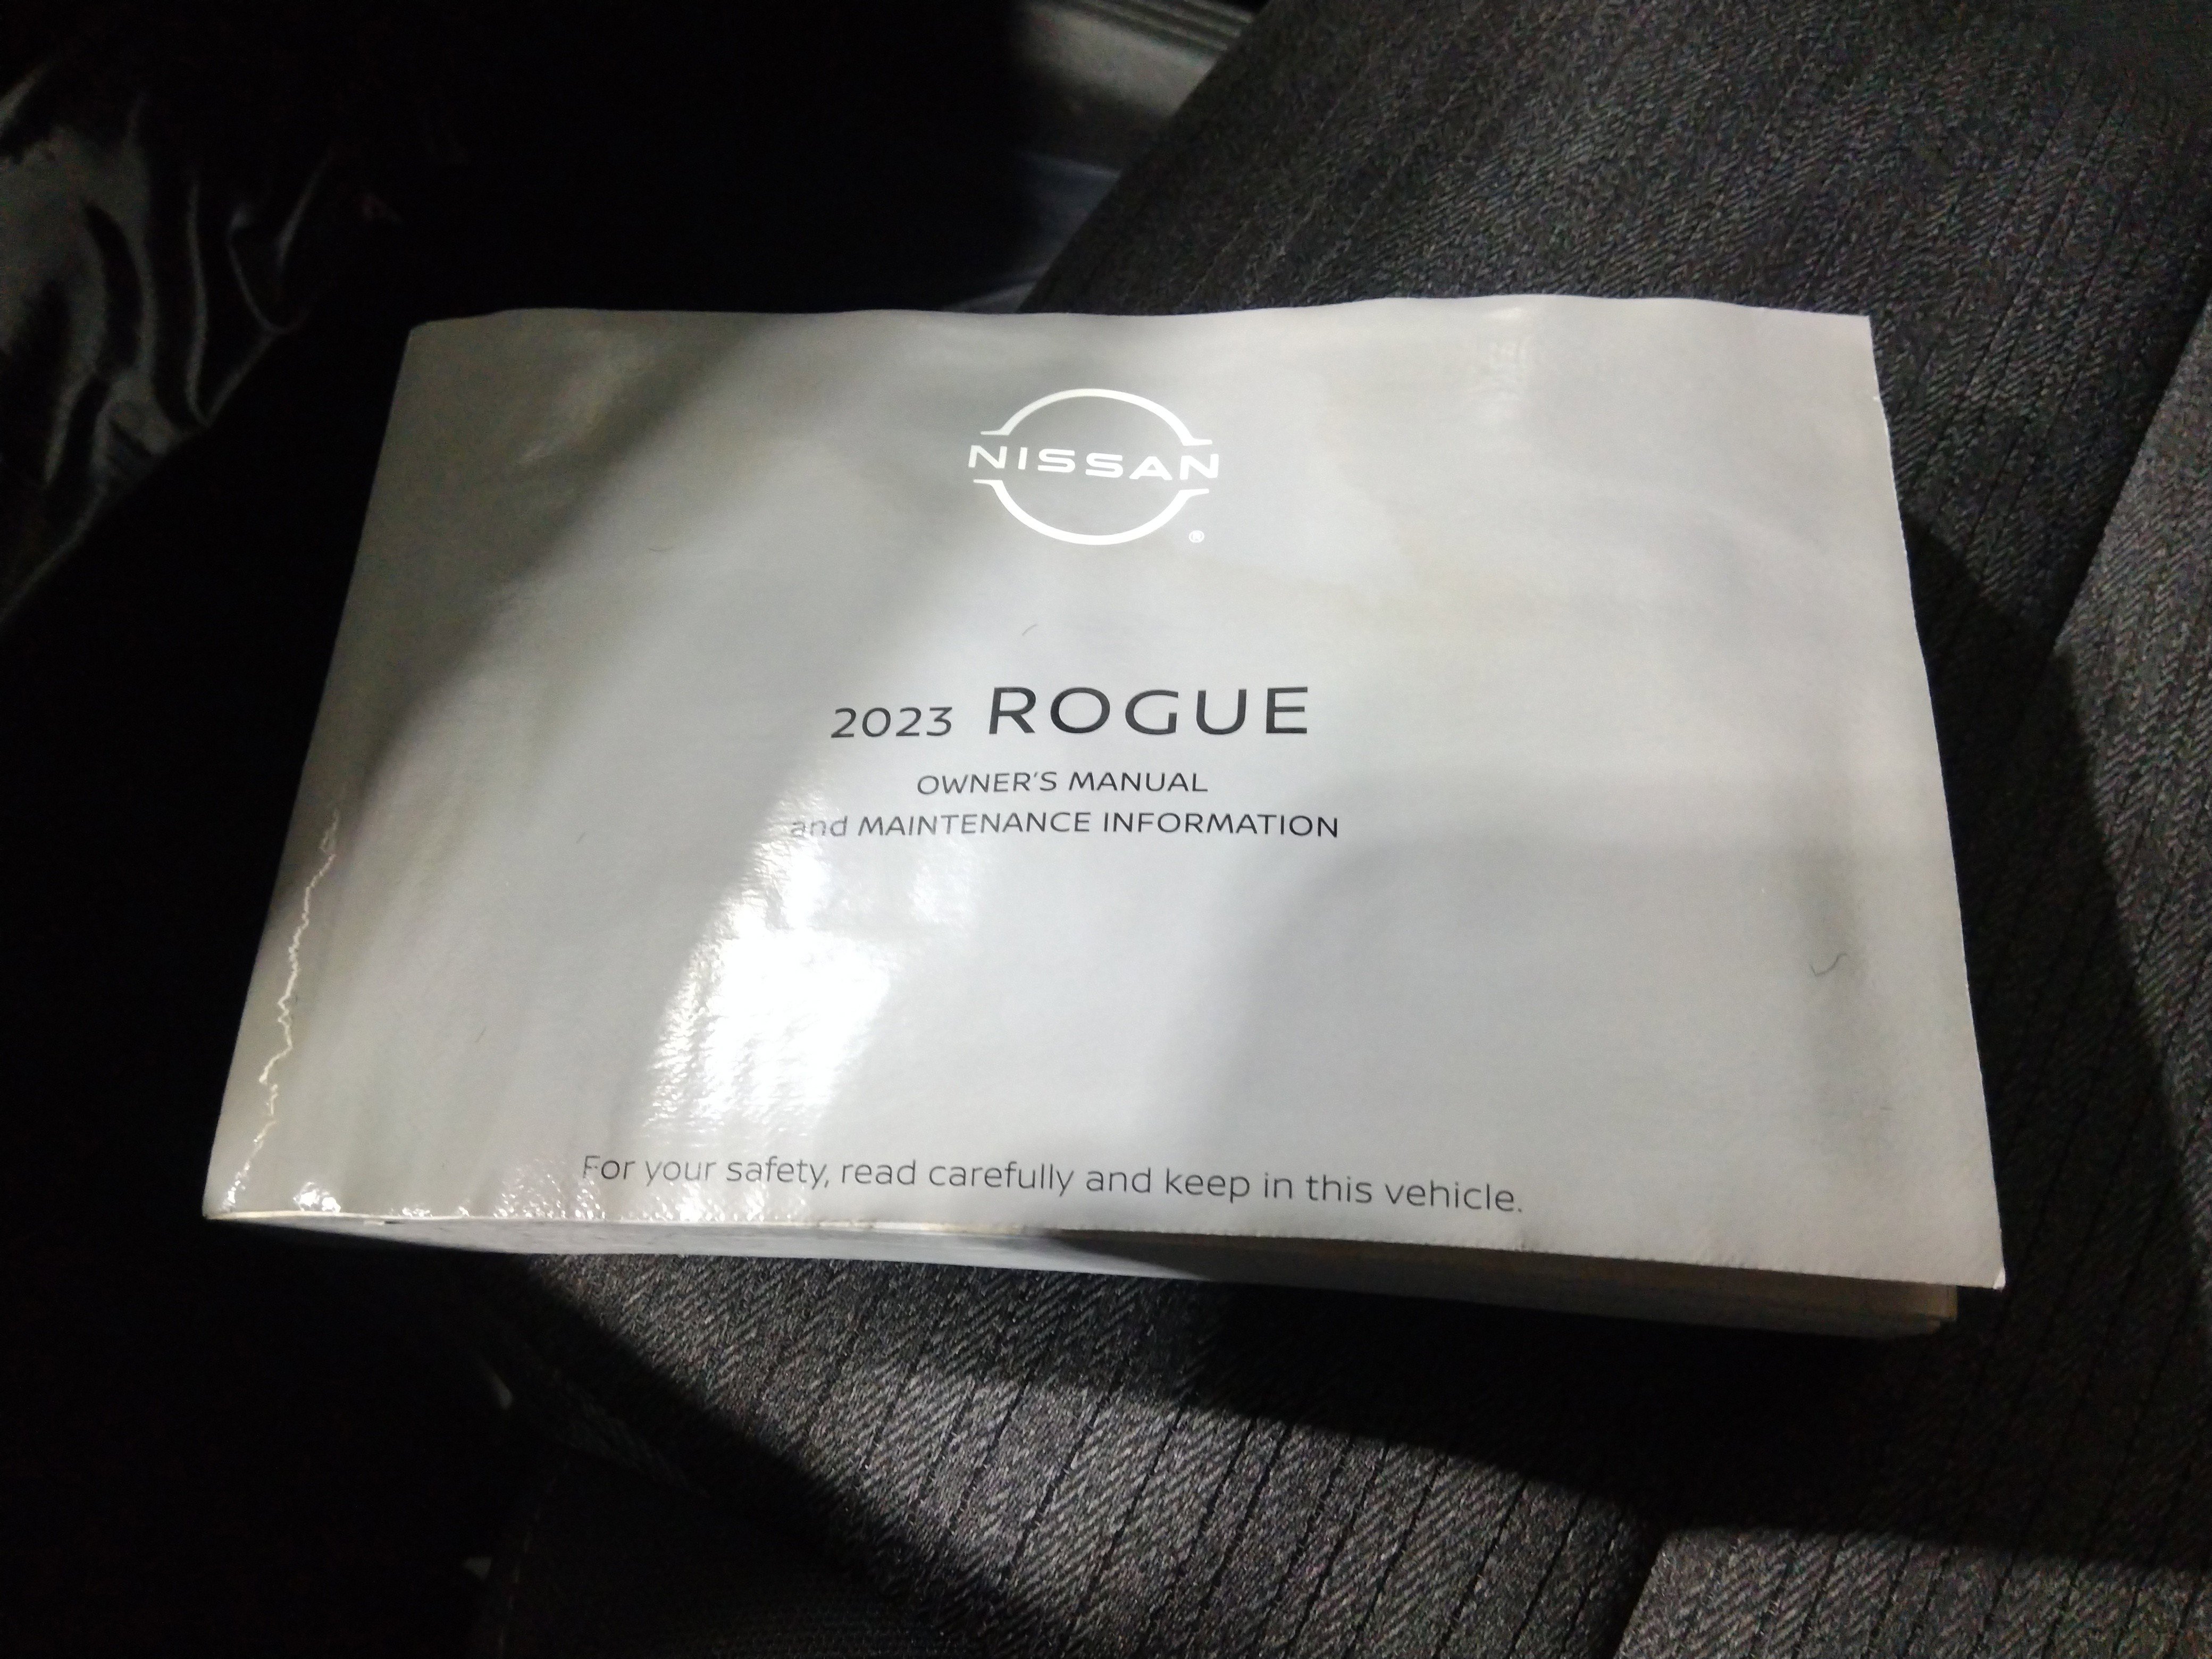 NISSAN
®
2023 ROGUE
OWNER'S MANUAL
and MAINTENANCE INFORMATION
For your safety, read carefully and keep in this vehicle.